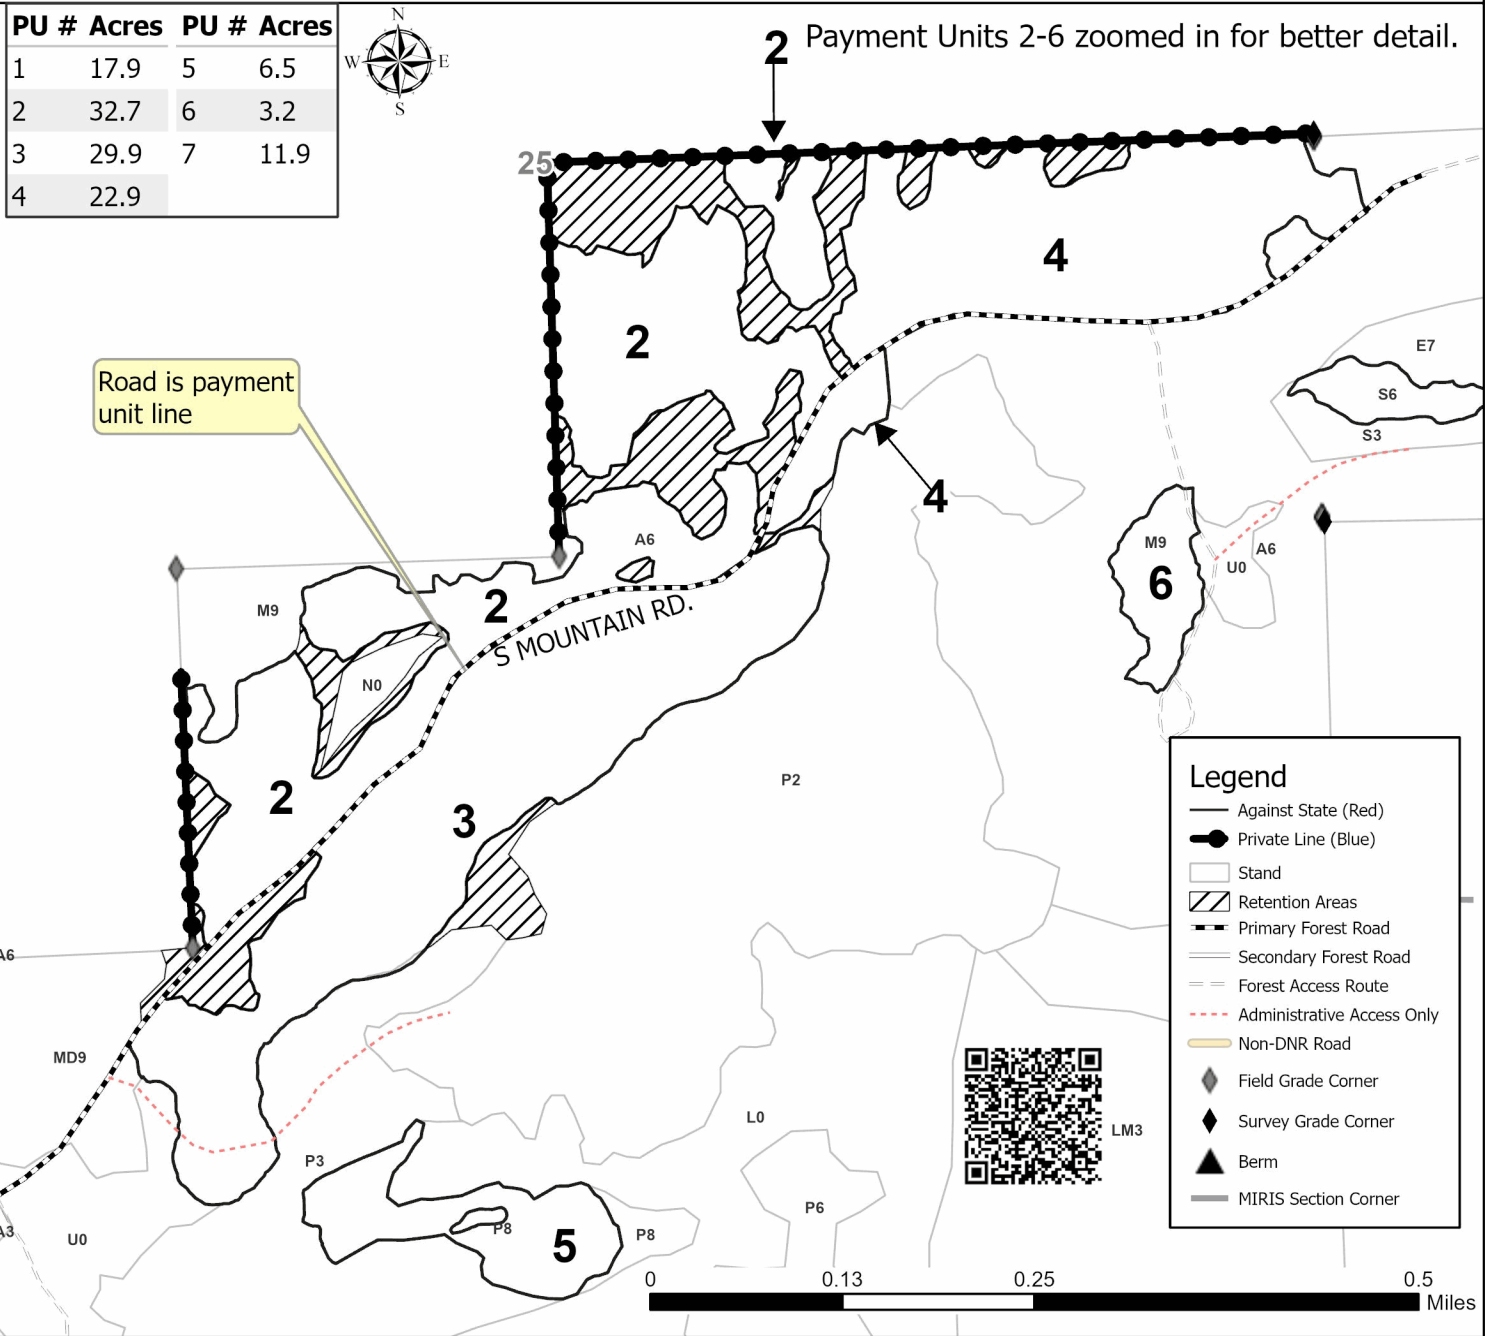 PU # Acres PU # Acres
1 17.9 5 6.5
2 32.7 6 3.2
3 29.9 7 11.9
4 22.9
N
W E
S
Payment Units 2-6 zoomed in for better detail.
2
25
4
2
Road is payment
unit line
E7
S6
S3
4
A6
M9
A6
U0
6
M9
2
S MOUNTAIN RD.
N0
2
3
P2
A6
MD9
L0
LM3
P3
P6
A3
U0
P8
P8
5
Legend
Against State (Red)
Private Line (Blue)
Stand
Retention Areas
Primary Forest Road
Secondary Forest Road
Forest Access Route
Administrative Access Only
Non-DNR Road
Field Grade Corner
Survey Grade Corner
Berm
MIRIS Section Corner
0 0.13 0.25 0.5
Miles